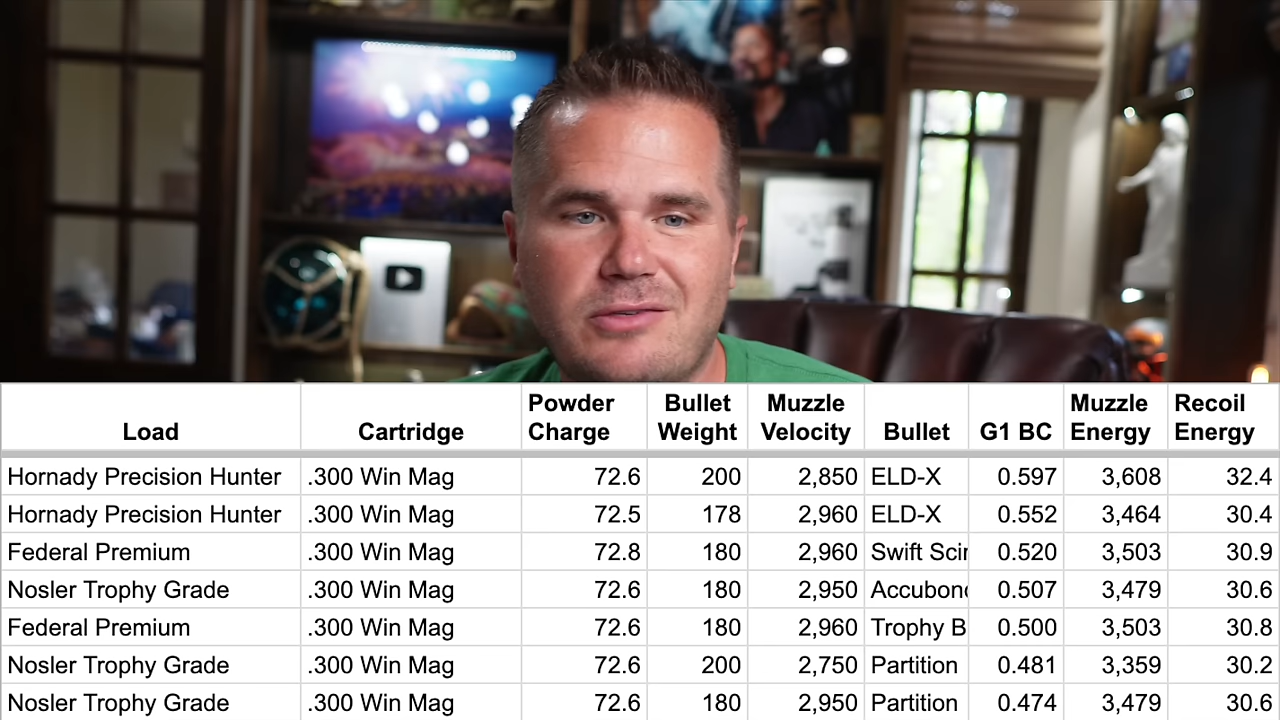 Load Cartridge Powder Charge Bullet Weight Muzzle Velocity Bullet G1 BC Muzzle Energy Recoil Energy
Hornady Precision Hunter .300 Win Mag 72.6 200 2,850 ELD-X 0.597 3,608 32.4
Hornady Precision Hunter .300 Win Mag 72.5 178 2,960 ELD-X 0.552 3,464 30.4
Federal Premium .300 Win Mag 72.8 180 2,960 Swift Scir 0.520 3,503 30.9
Nosler Trophy Grade .300 Win Mag 72.6 180 2,950 Accubond 0.507 3,479 30.6
Federal Premium .300 Win Mag 72.6 180 2,960 Trophy B 0.500 3,503 30.8
Nosler Trophy Grade .300 Win Mag 72.6 200 2,750 Partition 0.481 3,359 30.2
Nosler Trophy Grade .300 Win Mag 72.6 180 2,950 Partition 0.474 3,479 30.6